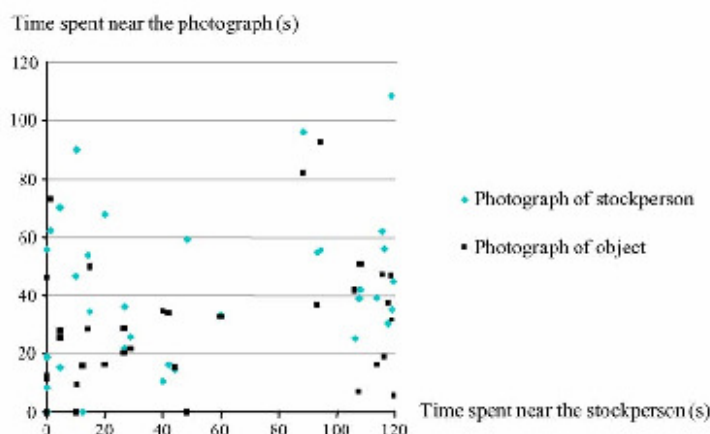 Time spent near the photograph (s)
120
100
80
60
40
20
0
0 20 40 60 80 100 120
Time spent near the stockperson (s)
Photograph of stockperson
Photograph of object